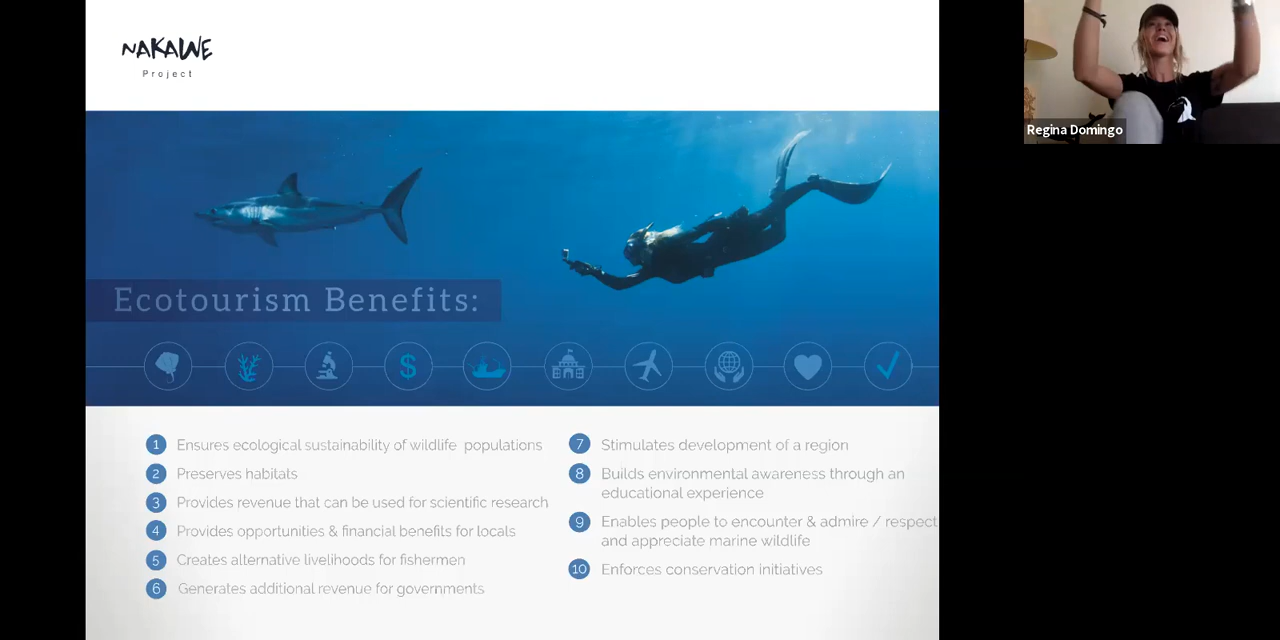 NAKAWE
Project
Regina Domingo
Ecotourism Benefits:
$
1 Ensures ecological sustainability of wildlife populations
2 Preserves habitats
3 Provides revenue that can be used for scientific research
4 Provides opportunities & financial benefits for locals
5 Creates alternative livelihoods for fishermen
6 Generates additional revenue for governments
7 Stimulates development of a region
8 Builds environmental awareness through an
educational experience
9 Enables people to encounter & admire / respect
and appreciate marine wildlife
10 Enforces conservation initiatives